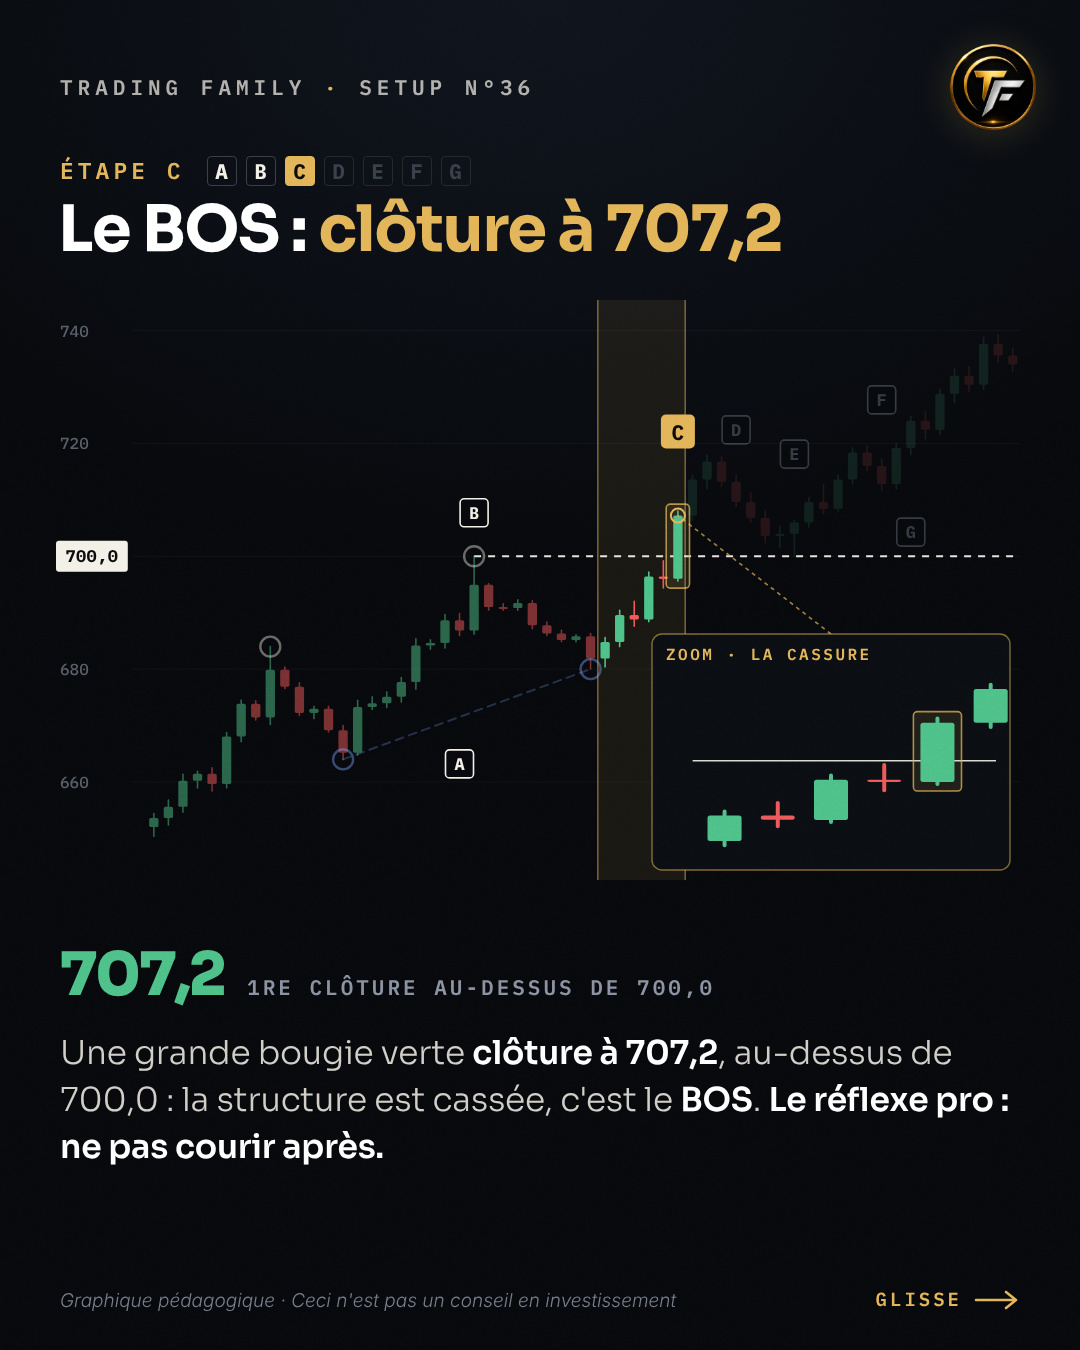 TRADING FAMILY · SETUP N°36
TF
ÉTAPE C A B C D E F G
Le BOS : clôture à 707,2
740
720
700,0
680
660
A
B
C
D
E
F
G
ZOOM · LA CASSURE
707,2 1RE CLÔTURE AU-DESSUS DE 700,0
Une grande bougie verte clôture à 707,2, au-dessus de
700,0 : la structure est cassée, c'est le BOS. Le réflexe pro :
ne pas courir après.
Graphique pédagogique · Ceci n'est pas un conseil en investissement
GLISSE →